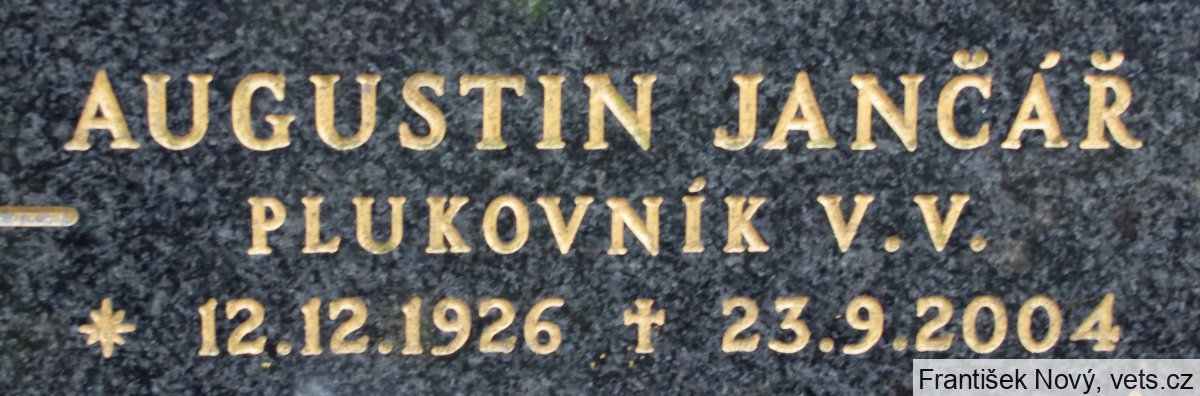 AUGUSTIN JANČÁŘ
PLUKOVNÍK V.V.
* 12.12.1926 † 23.9.2004
František Nový, vets.cz